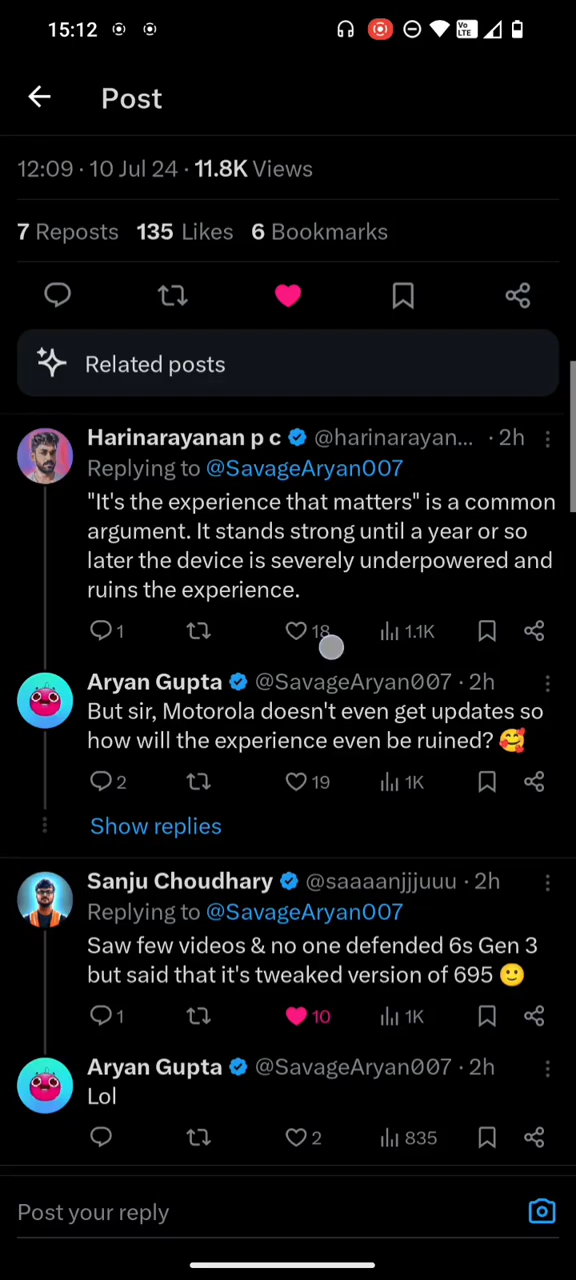 15:12
Vo LTE
Post
12:09 · 10 Jul 24 · 11.8K Views
7 Reposts 135 Likes 6 Bookmarks
Related posts
Harinarayanan p c @harinarayan... · 2h
Replying to @SavageAryan007
"It's the experience that matters" is a common
argument. It stands strong until a year or so
later the device is severely underpowered and
ruins the experience.
1 18 1.1K
Aryan Gupta @SavageAryan007 · 2h
But sir, Motorola doesn't even get updates so
how will the experience even be ruined? 🥰
2 19 1K
Show replies
Sanju Choudhary @saaaanjjjuuu · 2h
Replying to @SavageAryan007
Saw few videos & no one defended 6s Gen 3
but said that it's tweaked version of 695 🙂
1 10 1K
Aryan Gupta @SavageAryan007 · 2h
Lol
2 835
Post your reply